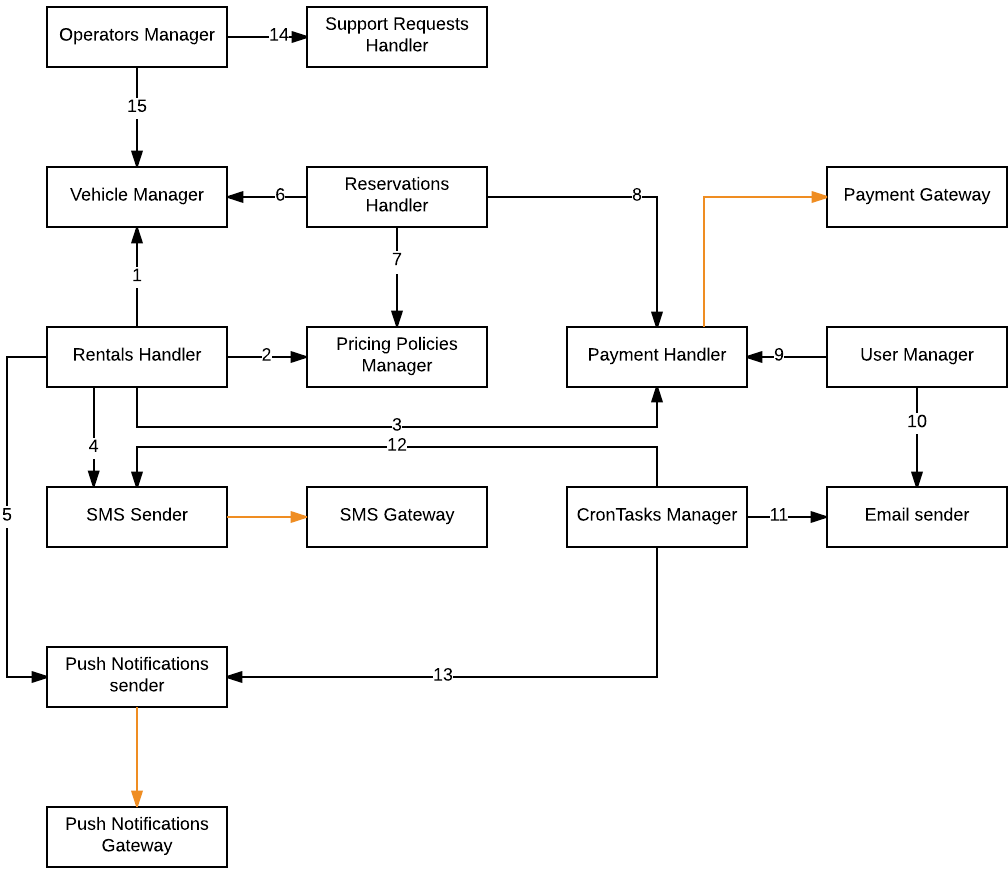 Operators Manager
14
Support Requests
Handler
15
Vehicle Manager
6
Reservations
Handler
8
Payment Gateway
7
1
Rentals Handler
2
Pricing Policies
Manager
Payment Handler
9
User Manager
3
10
4
12
5
SMS Sender
SMS Gateway
CronTasks Manager
11
Email sender
Push Notifications
sender
13
Push Notifications
Gateway